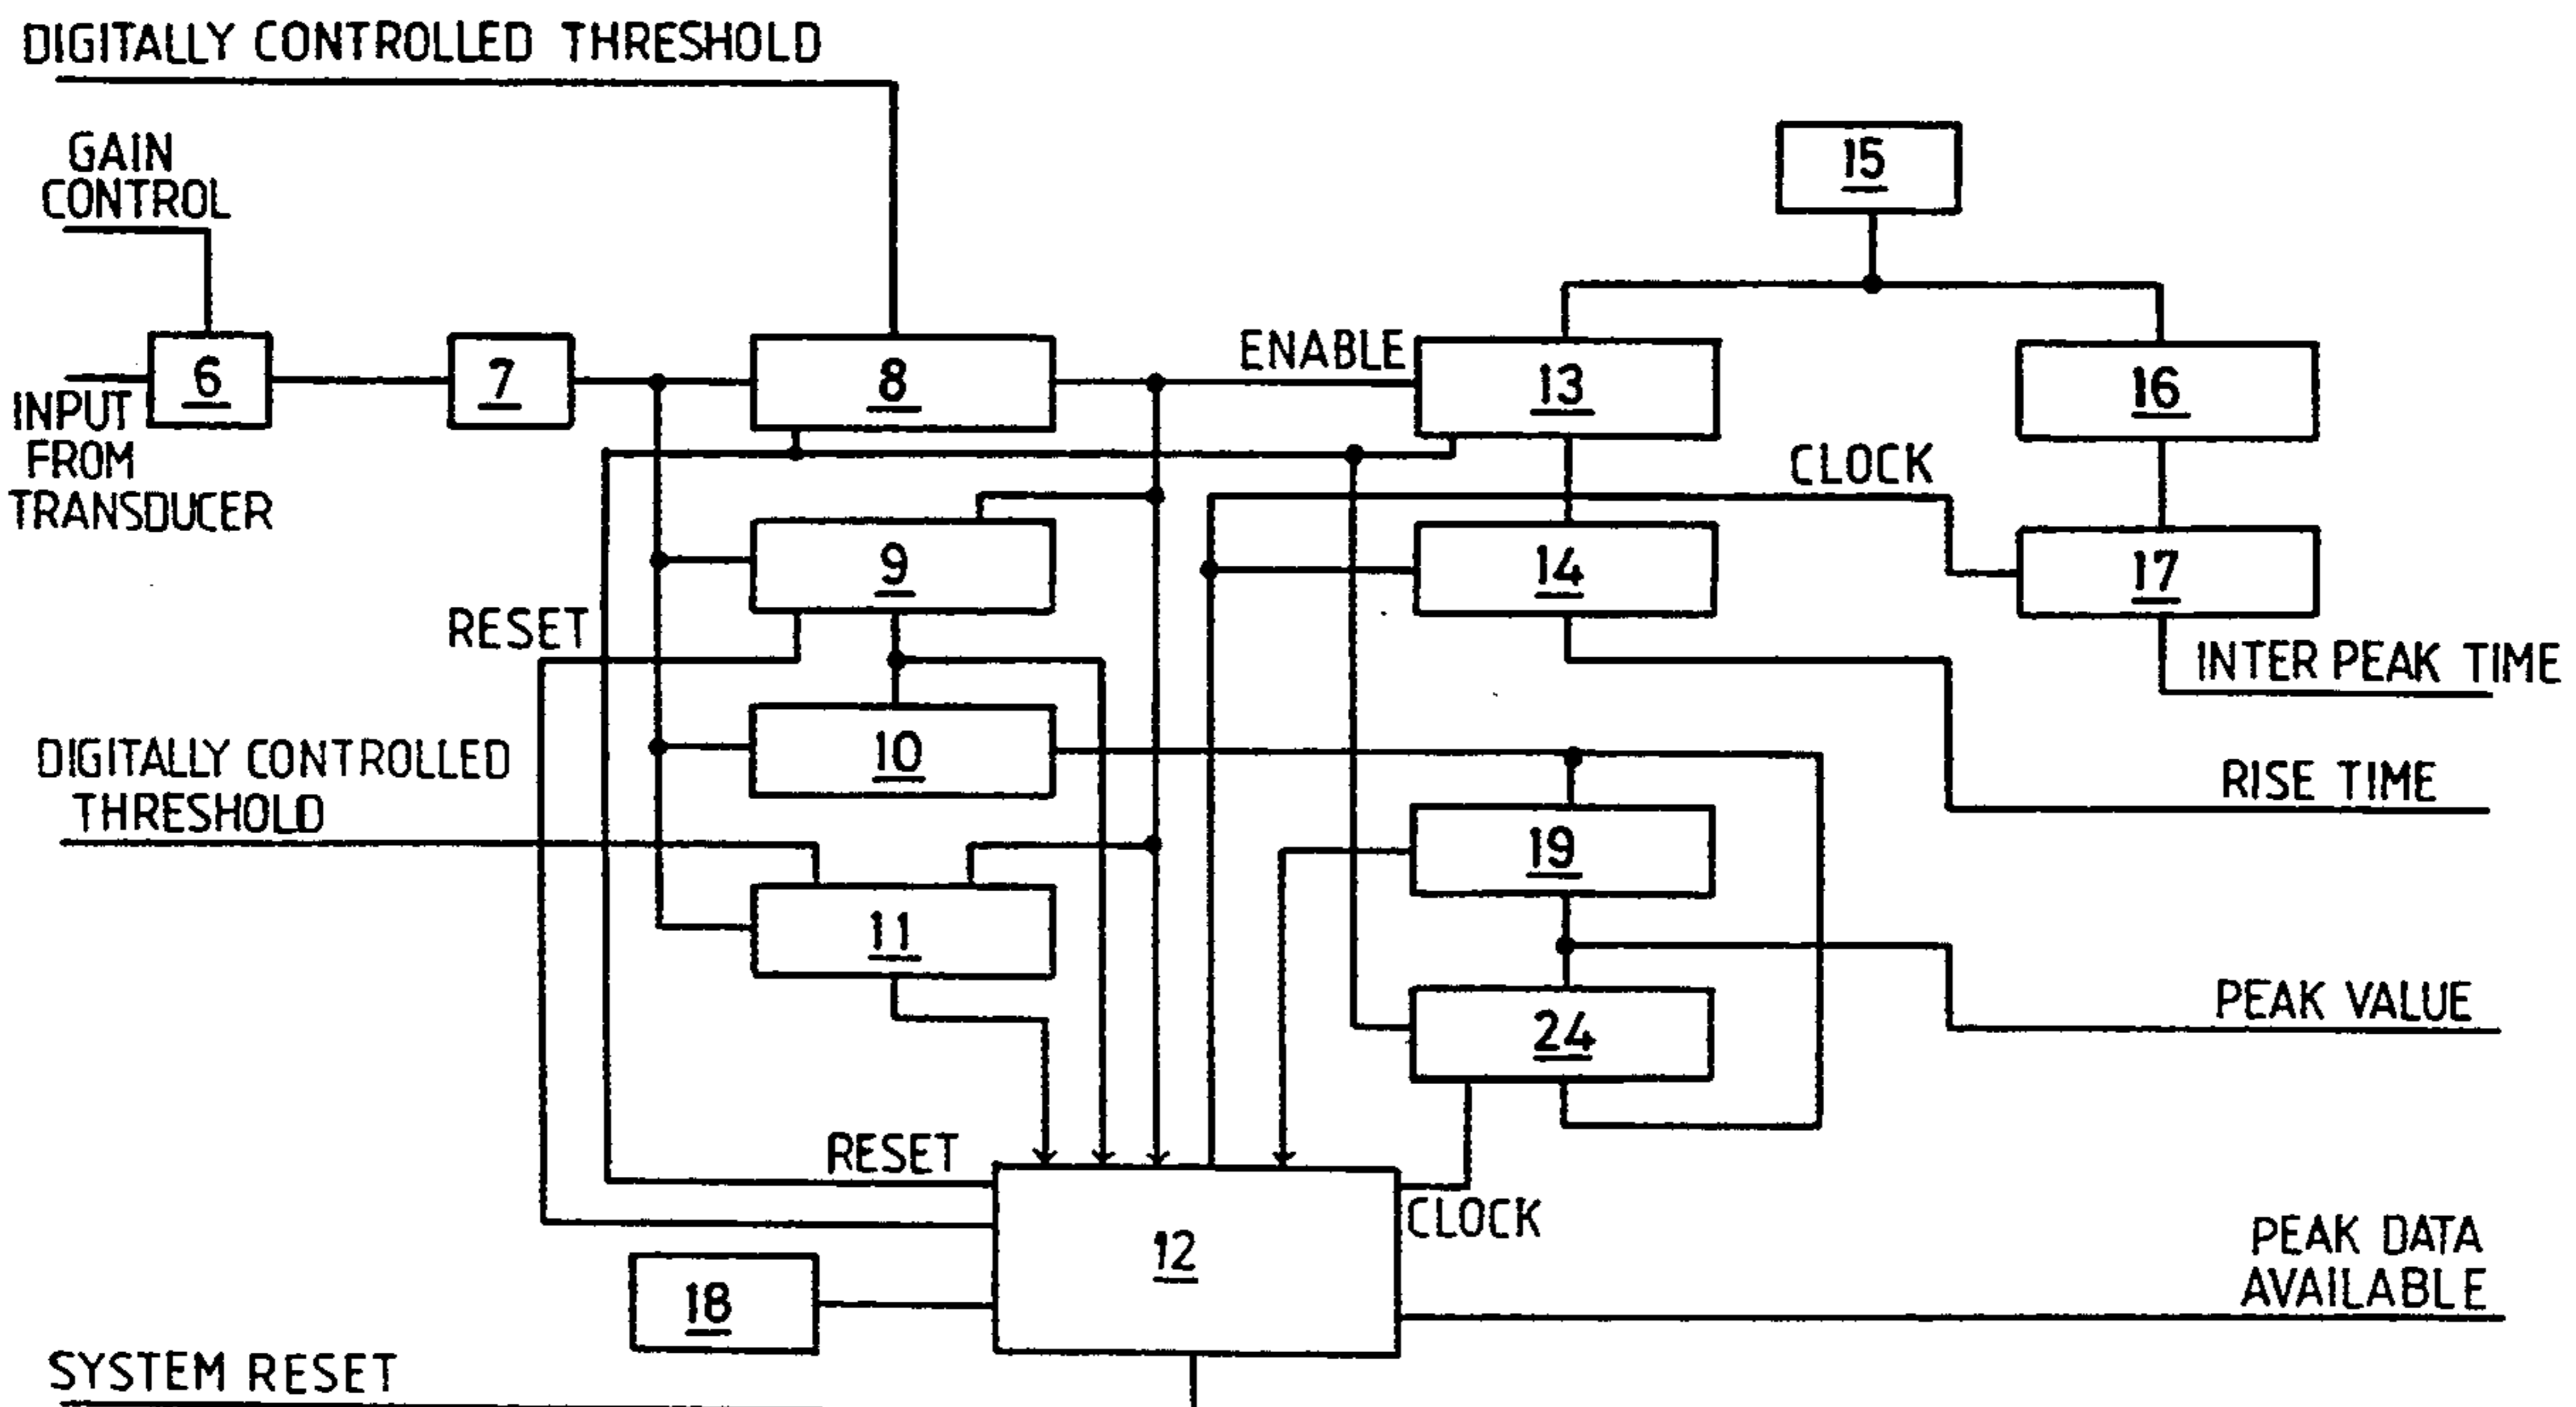 DIGITALLY CONTROLLED THRESHOLD
GAIN
CONTROL
15
6
7
8
ENABLE
13
16
INPUT
FROM
TRANSDUCER
CLOCK
9
14
17
RESET
INTER PEAK TIME
DIGITALLY CONTROLLED
THRESHOLD
10
RISE TIME
19
11
PEAK VALUE
24
RESET
CLOCK
12
PEAK DATA
AVAILABLE
18
SYSTEM RESET